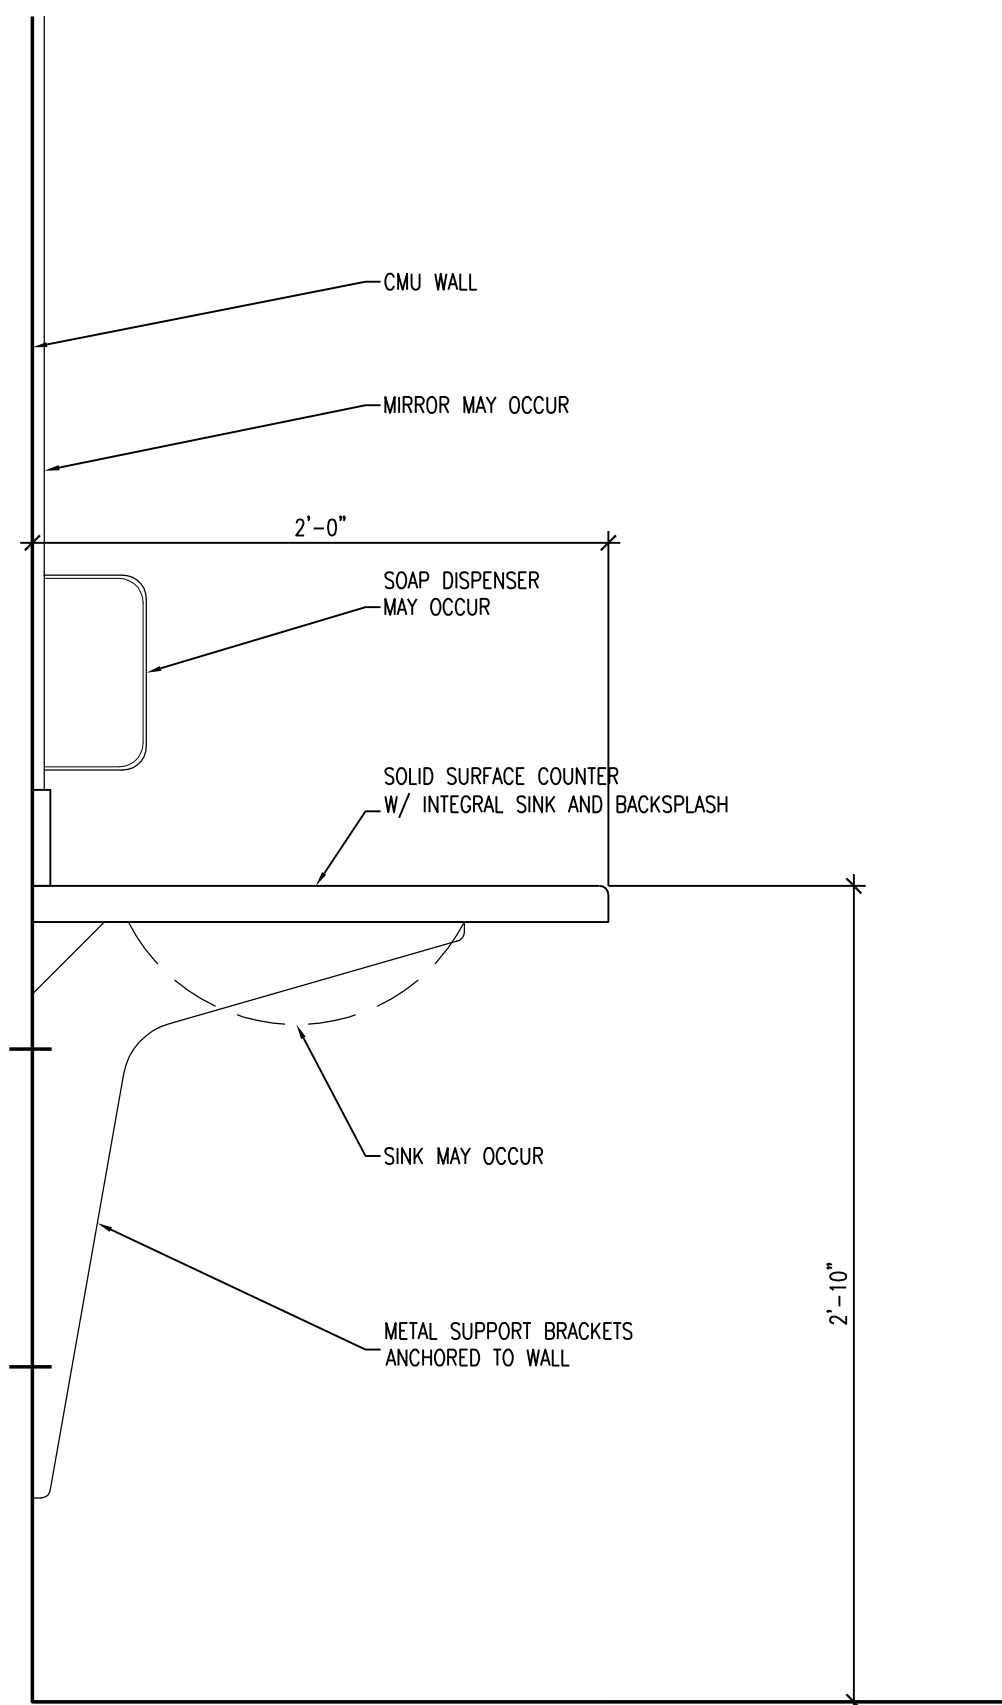 CMU WALL
MIRROR MAY OCCUR
2'-0"
SOAP DISPENSER
MAY OCCUR
SOLID SURFACE COUNTER
W/ INTEGRAL SINK AND BACKSPLASH
SINK MAY OCCUR
2'-10"
METAL SUPPORT BRACKETS
ANCHORED TO WALL